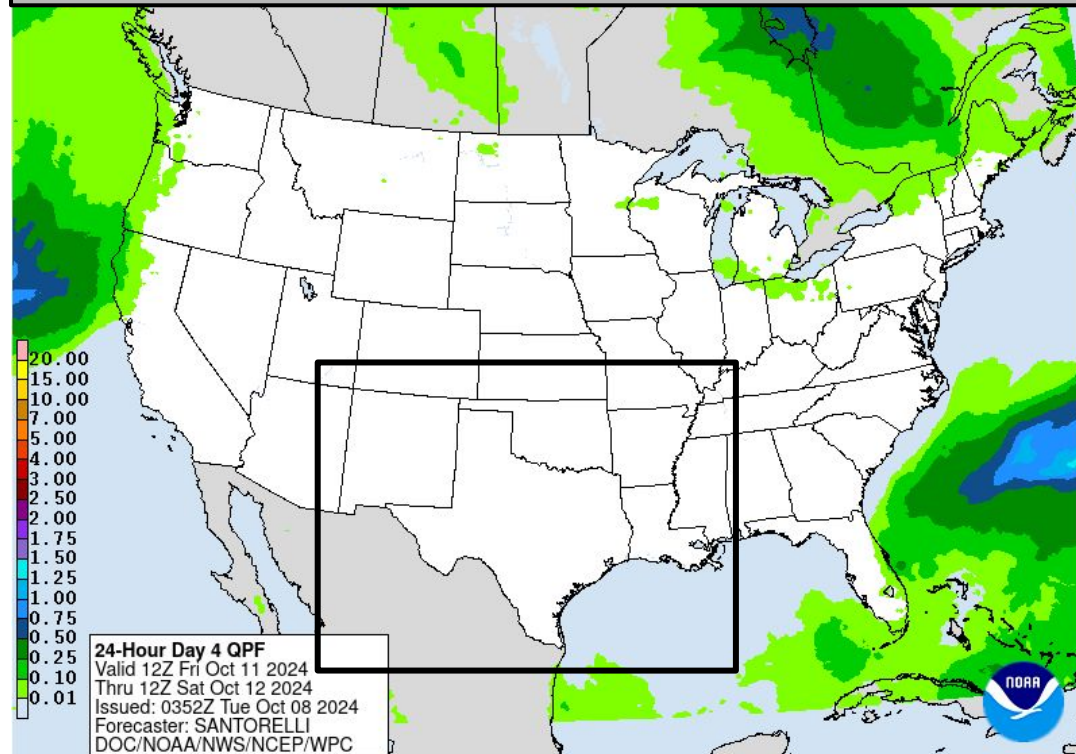 20.00
15.00
10.00
7.00
5.00
4.00
3.00
2.50
2.00
1.75
1.50
1.25
1.00
0.75
0.50
0.25
0.10
0.01
24-Hour Day 4 QPF
Valid 12Z Fri Oct 11 2024
Thru 12Z Sat Oct 12 2024
Issued: 0352Z Tue Oct 08 2024
Forecaster: SANTORELLI
DOC/NOAA/NWS/NCEP/WPC
NOAA